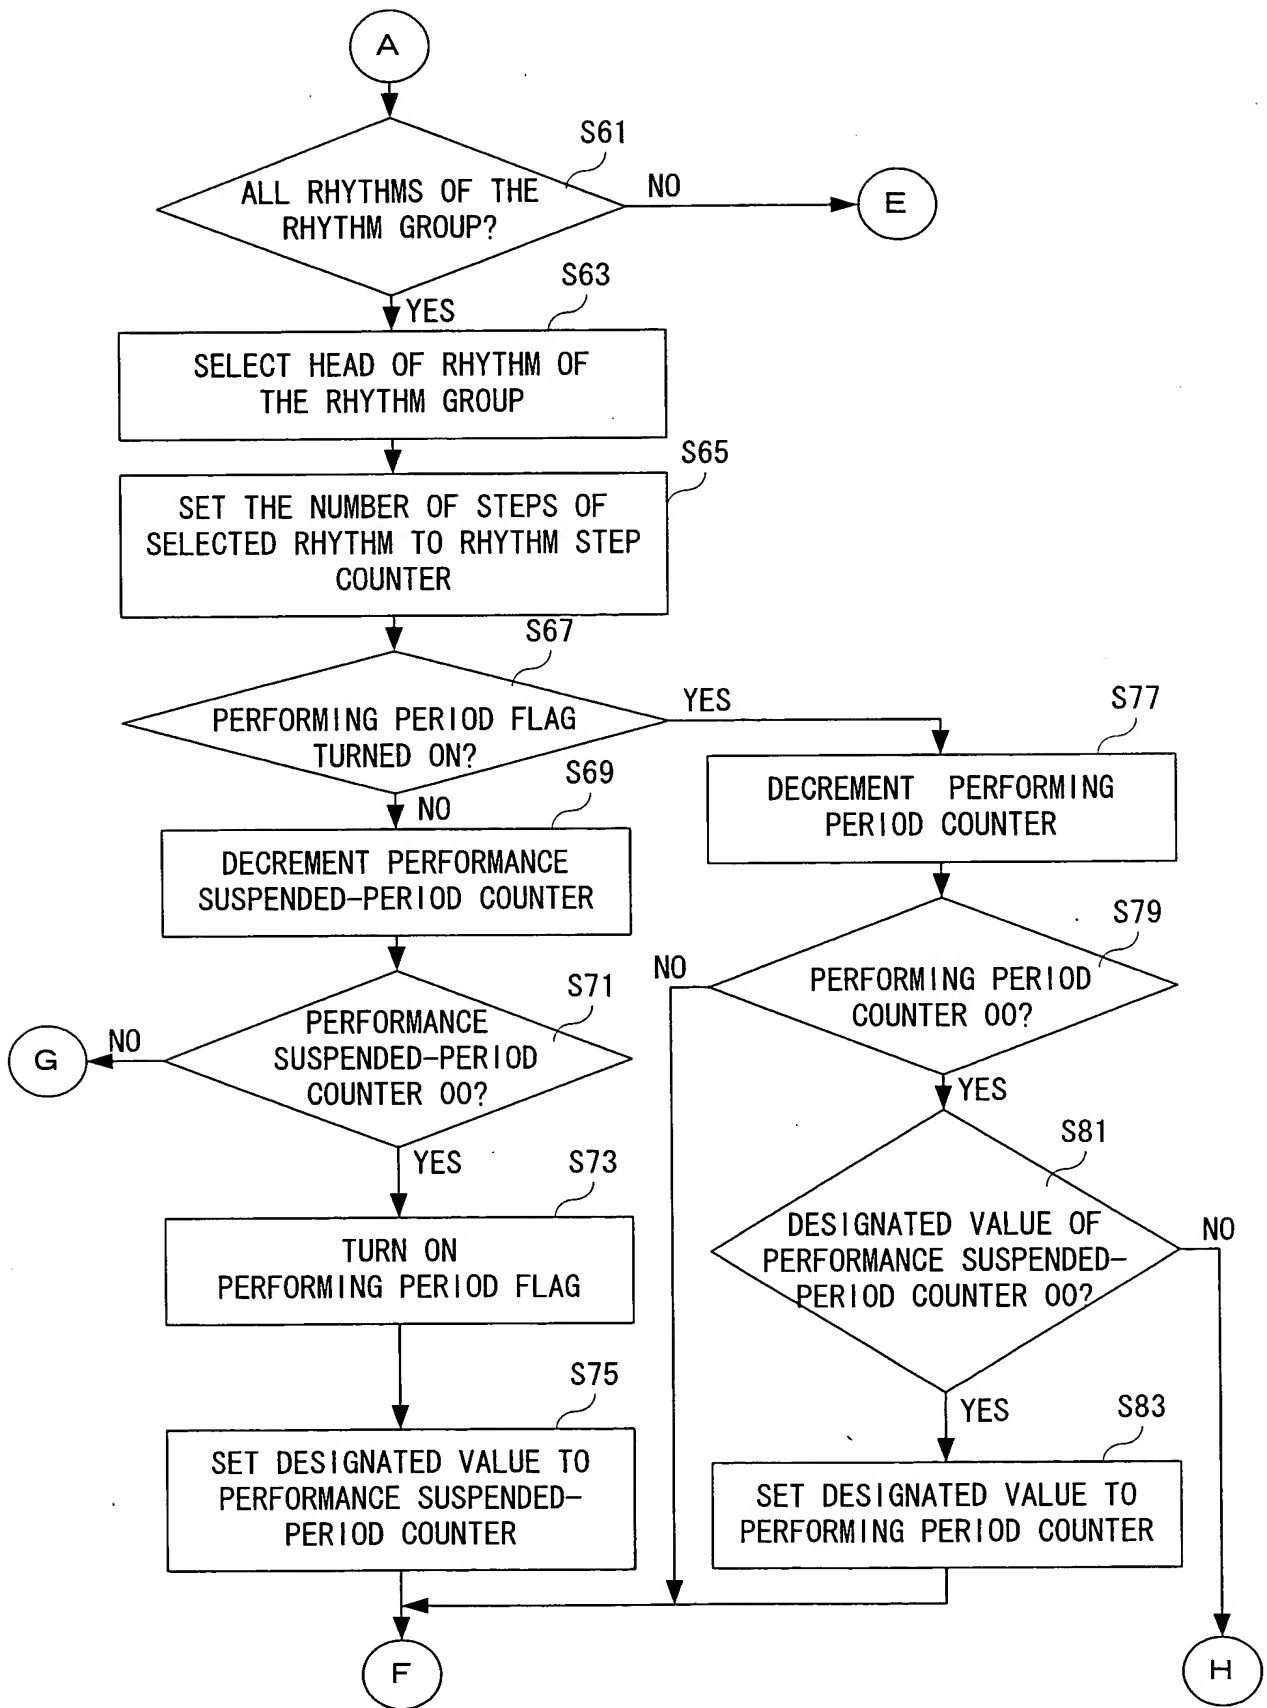 A
S61
ALL RHYTHMS OF THE
RHYTHM GROUP?
NO
E
YES
S63
SELECT HEAD OF RHYTHM OF
THE RHYTHM GROUP
S65
SET THE NUMBER OF STEPS OF
SELECTED RHYTHM TO RHYTHM STEP
COUNTER
S67
PERFORMING PERIOD FLAG
TURNED ON?
YES
NO
S69
DECREMENT PERFORMANCE
SUSPENDED-PERIOD COUNTER
S71
PERFORMANCE
SUSPENDED-PERIOD
COUNTER 00?
NO
G
YES
S73
TURN ON
PERFORMING PERIOD FLAG
S75
SET DESIGNATED VALUE TO
PERFORMANCE SUSPENDED-
PERIOD COUNTER
F
S77
DECREMENT PERFORMING
PERIOD COUNTER
S79
NO
PERFORMING PERIOD
COUNTER 00?
YES
S81
DESIGNATED VALUE OF
PERFORMANCE SUSPENDED-
PERIOD COUNTER 00?
NO
YES
S83
SET DESIGNATED VALUE TO
PERFORMING PERIOD COUNTER
H